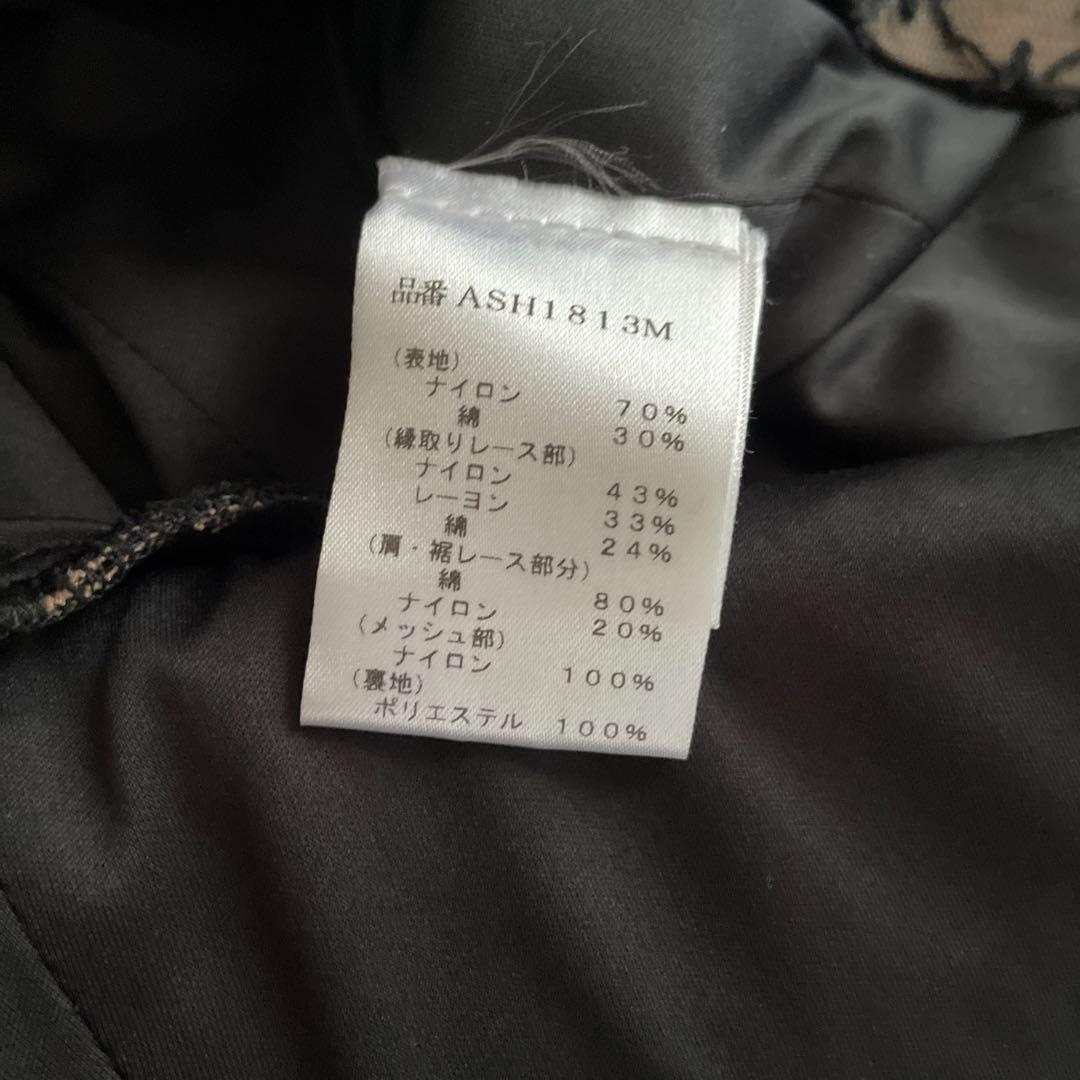 品番 ASH1813M
(表地)
ナイロン 70%
綿 30%
(縁取りレース部)
ナイロン 43%
レーヨン 33%
綿 24%
(肩・裾レース部分)
綿 80%
ナイロン 20%
(メッシュ部)
ナイロン 100%
(裏地)
ポリエステル 100%